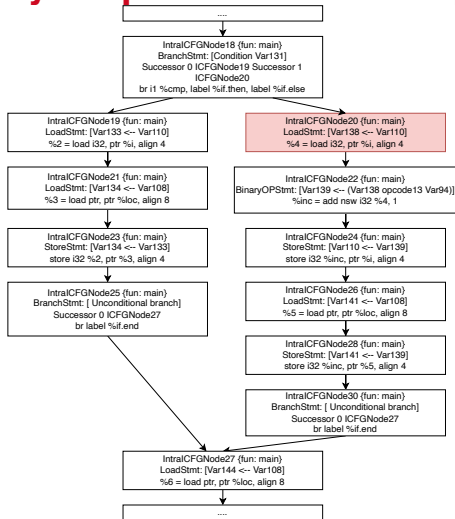 ....
IntraICFGNode18 {fun: main}
BranchStmt: [Condition Var131]
Successor 0 ICFGNode19 Successor 1
ICFGNode20
br i1 %cmp, label %if.then, label %if.else
IntraICFGNode19 {fun: main}
LoadStmt: [Var133 <-- Var110]
%2 = load i32, ptr %i, align 4
IntraICFGNode20 {fun: main}
LoadStmt: [Var138 <-- Var110]
%4 = load i32, ptr %i, align 4
IntraICFGNode21 {fun: main}
LoadStmt: [Var134 <-- Var108]
%3 = load ptr, ptr %loc, align 8
IntraICFGNode22 {fun: main}
BinaryOPStmt: [Var139 <-- (Var138 opcode13 Var94)]
%inc = add nsw i32 %4, 1
IntraICFGNode23 {fun: main}
StoreStmt: [Var134 <-- Var133]
store i32 %2, ptr %3, align 4
IntraICFGNode24 {fun: main}
StoreStmt: [Var110 <-- Var139]
store i32 %inc, ptr %i, align 4
IntraICFGNode25 {fun: main}
BranchStmt: [ Unconditional branch]
Successor 0 ICFGNode27
br label %if.end
IntraICFGNode26 {fun: main}
LoadStmt: [Var141 <-- Var108]
%5 = load ptr, ptr %loc, align 8
IntraICFGNode28 {fun: main}
StoreStmt: [Var141 <-- Var139]
store i32 %inc, ptr %5, align 4
IntraICFGNode30 {fun: main}
BranchStmt: [ Unconditional branch]
Successor 0 ICFGNode27
br label %if.end
IntraICFGNode27 {fun: main}
LoadStmt: [Var144 <-- Var108]
%6 = load ptr, ptr %loc, align 8
....